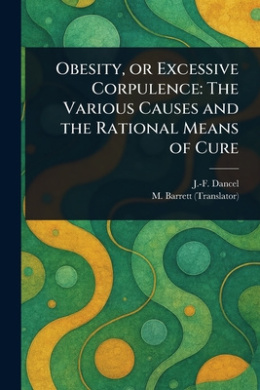 Obesity, or Excessive
Corpulence: The
Various Causes and
the Rational Means
of Cure
J.-F. Dancel
M. Barrett (Translator)